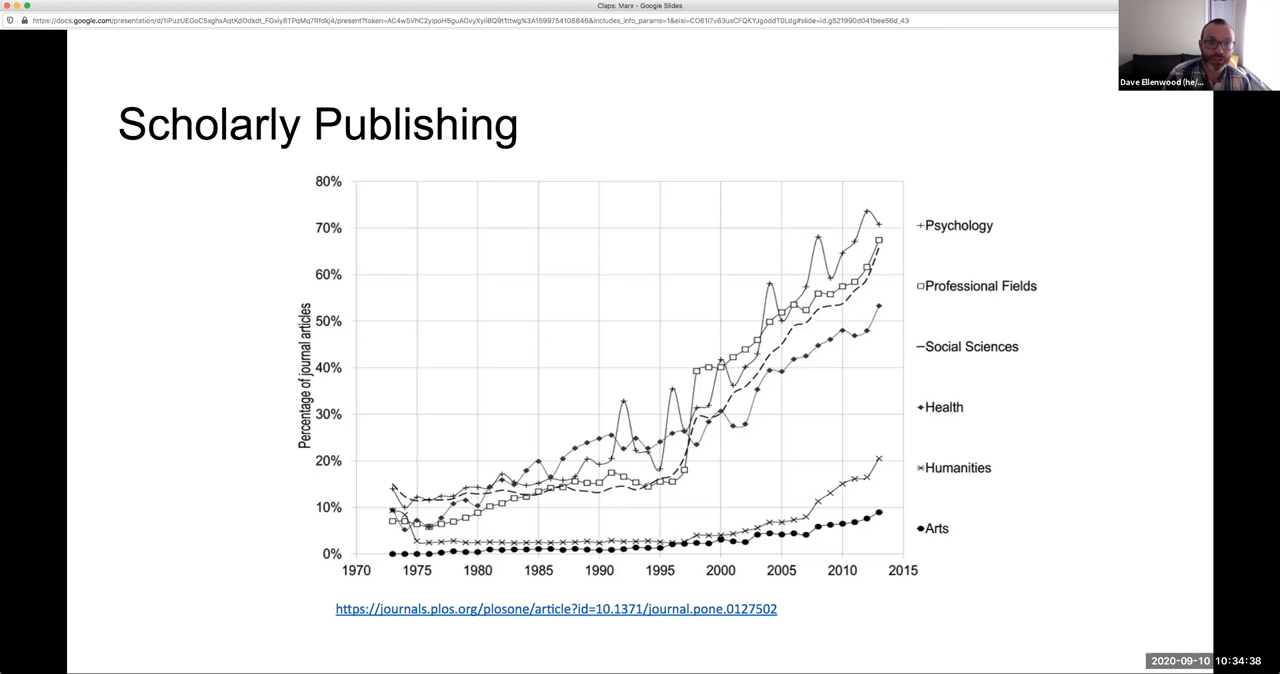 Claps: Marx - Google Slides
Dave Ellenwood (he/...
Scholarly Publishing
80%
70%
60%
50%
40%
30%
20%
10%
0%
Percentage of journal articles
1970 1975 1980 1985 1990 1995 2000 2005 2010 2015
Psychology
Professional Fields
Social Sciences
Health
Humanities
Arts
https://journals.plos.org/plosone/article?id=10.1371/journal.pone.0127502
2020-09-10 10:34:38